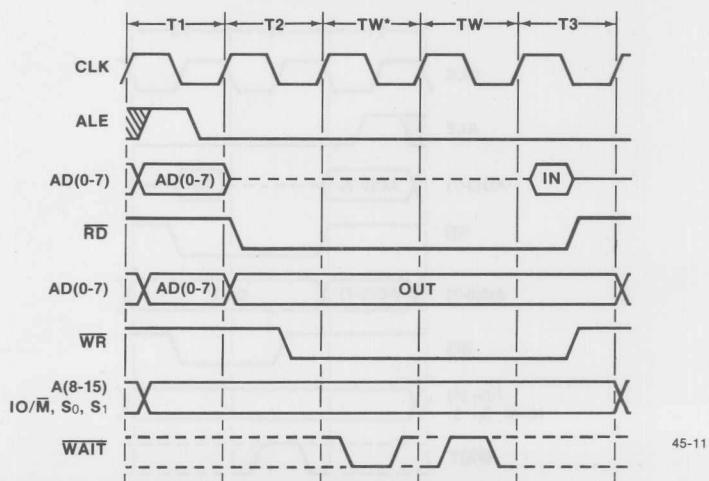 T1 T2 TW* TW T3
CLK
ALE
AD(0-7) AD(0-7) IN
RD
AD(0-7) AD(0-7) OUT
WR
A(8-15)
IO/M, S0, S1
WAIT
45-11